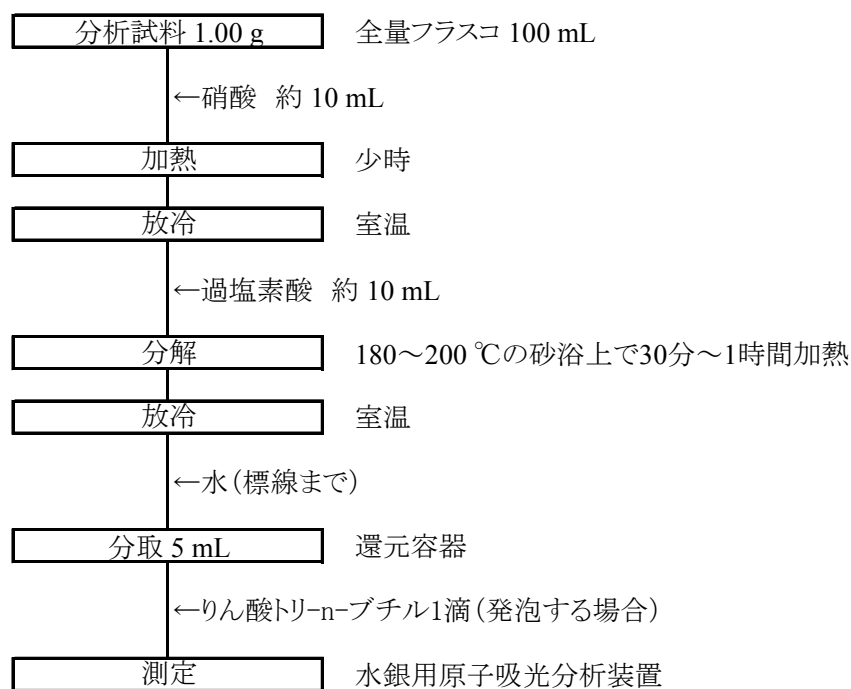 分析試料 1.00 g 全量フラスコ 100 mL
←硝酸 約 10 mL
加熱 少時
放冷 室温
←過塩素酸 約 10 mL
分解 180～200 ℃の砂浴上で30分～1時間加熱
放冷 室温
←水（標線まで）
分取 5 mL 還元容器
←りん酸トリ-n-ブチル1滴（発泡する場合）
測定 水銀用原子吸光分析装置